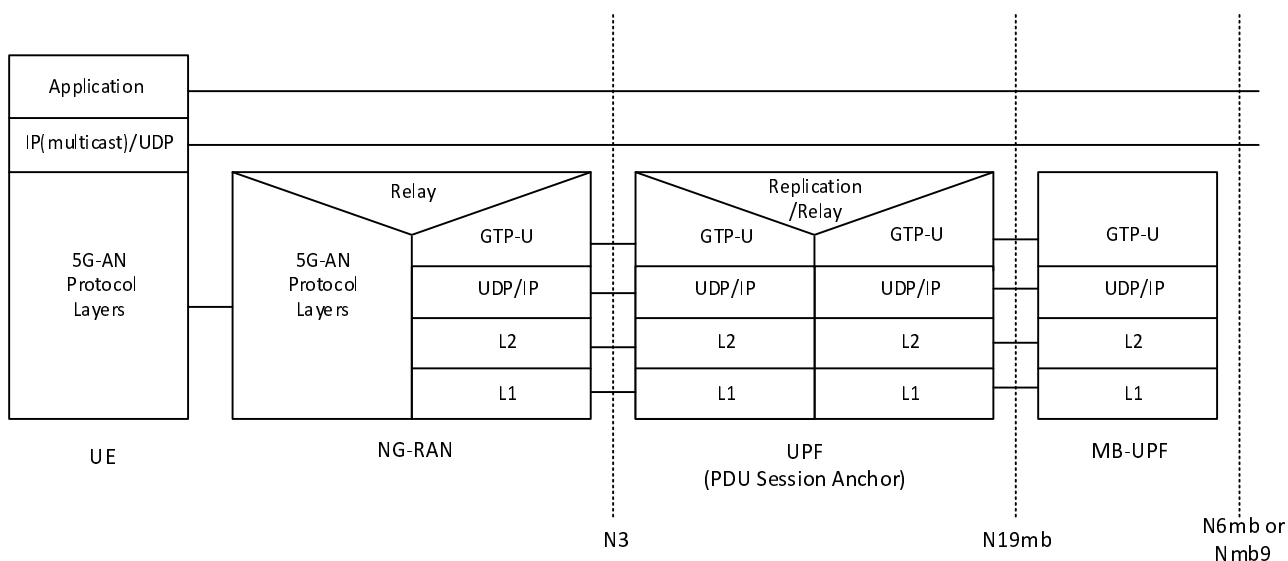 Application
IP(multicast)/UDP
5G-AN
Protocol
Layers
UE
Relay
5G-AN
Protocol
Layers
GTP-U
UDP/IP
L2
L1
NG-RAN
N3
Replication
/Relay
GTP-U
UDP/IP
L2
L1
GTP-U
UDP/IP
L2
L1
UPF
(PDU Session Anchor)
N19mb
GTP-U
UDP/IP
L2
L1
MB-UPF
N6mb or
Nmb9